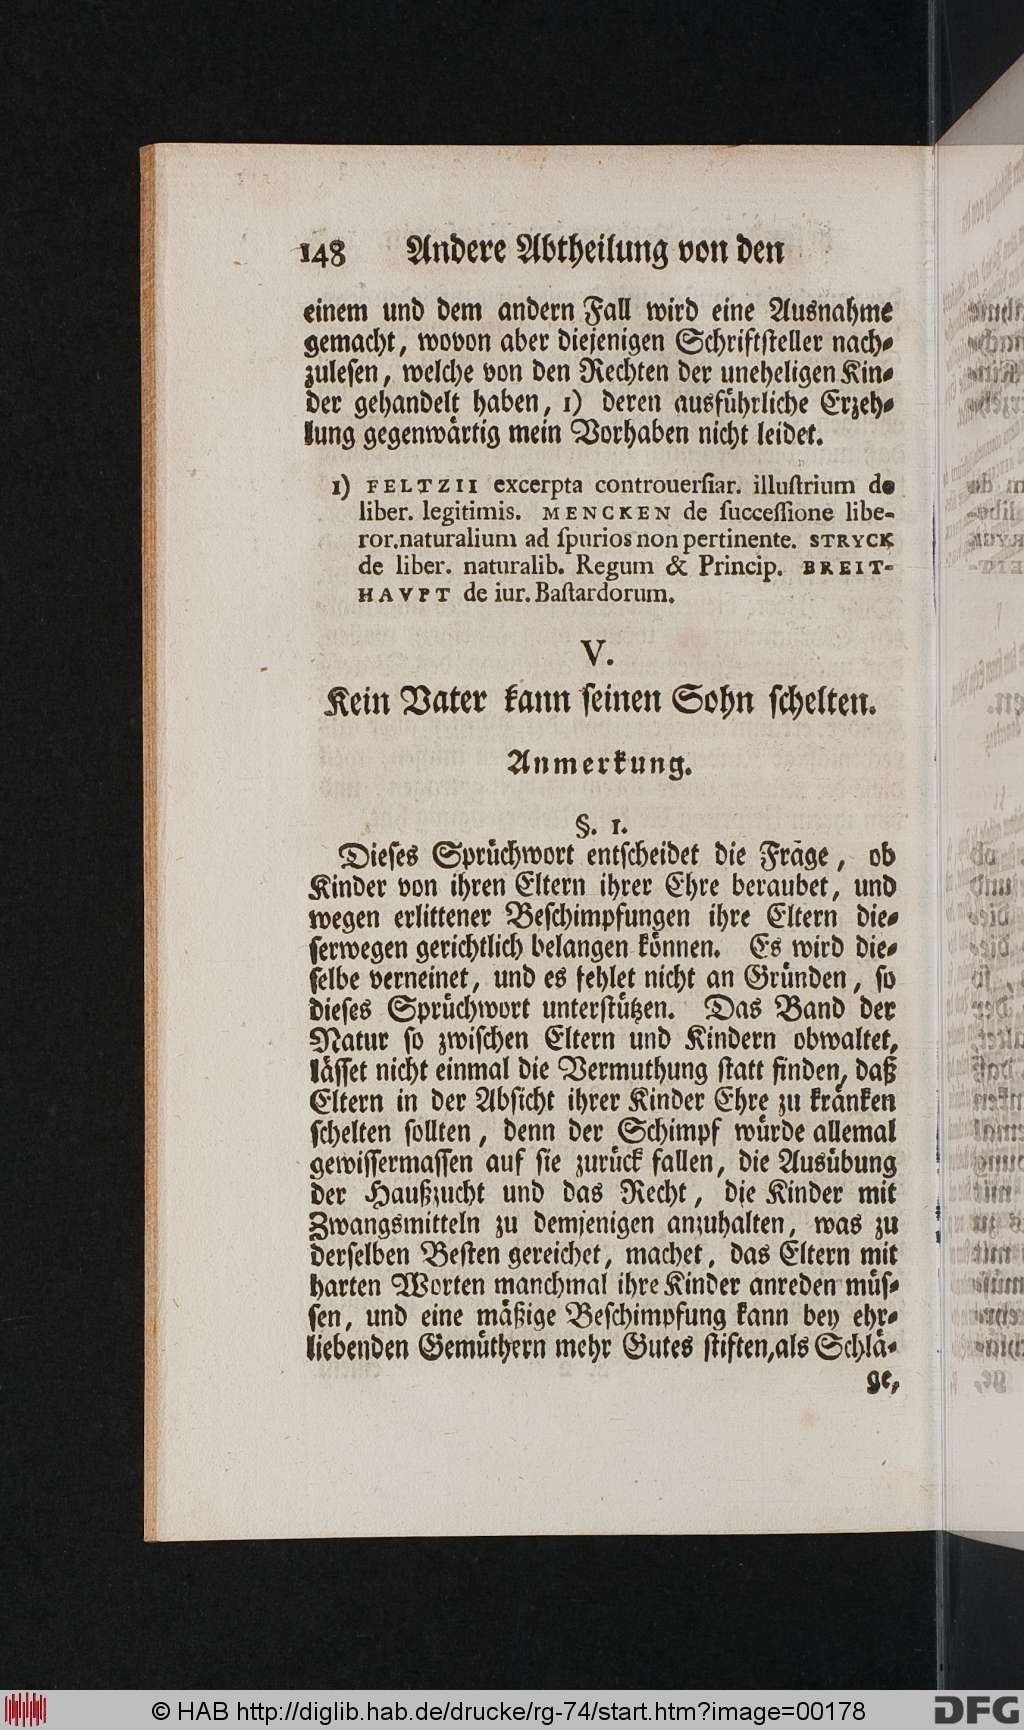 148 Andere Abtheilung von den
einem und dem andern Fall wird eine Ausnahme
gemacht, wovon aber diejenigen Schriftsteller nach-
zulesen, welche von den Rechten der uneheligen Kin-
der gehandelt haben, 1) deren ausführliche Erzeh-
lung gegenwärtig mein Vorhaben nicht leidet.
1) FELTZII excerpta controuersiar. illustrium de
liber. legitimis. MENCKEN de successione libe-
ror. naturalium ad spurios non pertinente. STRYCK
de liber. naturalib. Regum & Princip. BREIT-
HAVPT de iur. Bastardorum.
V.
Kein Vater kann seinen Sohn schelten.
Anmerkung.
§. 1.
Dieses Sprüchwort entscheidet die Frage, ob
Kinder von ihren Eltern ihrer Ehre beraubet, und
wegen erlittener Beschimpfungen ihre Eltern die-
serwegen gerichtlich belangen können. Es wird die-
selbe verneinet, und es fehlet nicht an Gründen, so
dieses Sprüchwort unterstützen. Das Band der
Natur so zwischen Eltern und Kindern obwaltet,
lässet nicht einmal die Vermuthung statt finden, daß
Eltern in der Absicht ihrer Kinder Ehre zu kränken
schelten sollten, denn der Schimpf würde allemal
gewissermassen auf sie zurück fallen, die Ausübung
der Haußzucht und das Recht, die Kinder mit
Zwangsmitteln zu demjenigen anzuhalten, was zu
derselben Besten gereichet, machet, das Eltern mit
harten Worten manchmal ihre Kinder anreden müs-
sen, und eine mäßige Beschimpfung kann bey ehr-
liebenden Gemüthern mehr Gutes stiften, als Schlä-
ge,
© HAB http://diglib.hab.de/drucke/rg-74/start.htm?image=00178
DFG